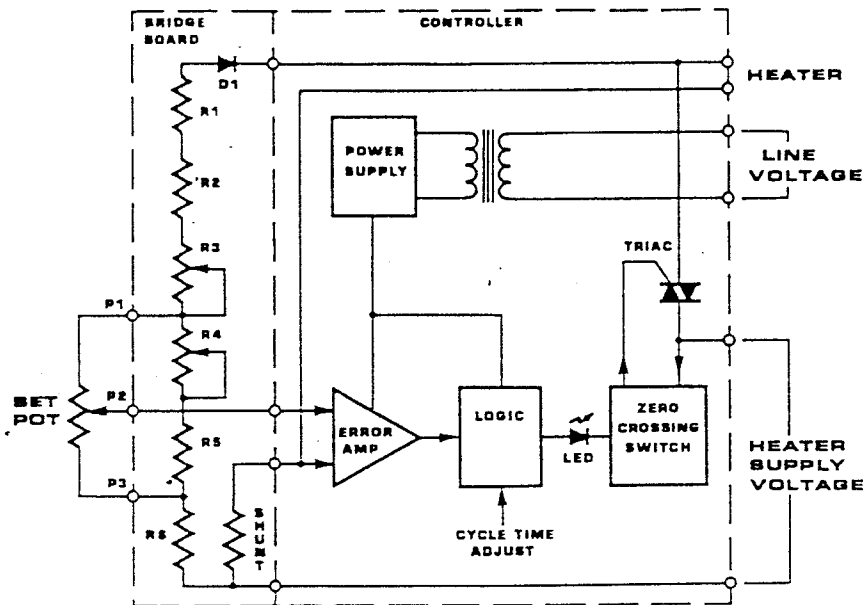 BRIDGE
BOARD
CONTROLLER
D1
HEATER
R1
POWER
SUPPLY
LINE
VOLTAGE
R2
TRIAC
R3
P1
R4
SET
POT
P2
ERROR
AMP
LOGIC
LED
ZERO
CROSSING
SWITCH
HEATER
SUPPLY
VOLTAGE
R5
P3
R6
SHUNT
CYCLE TIME
ADJUST